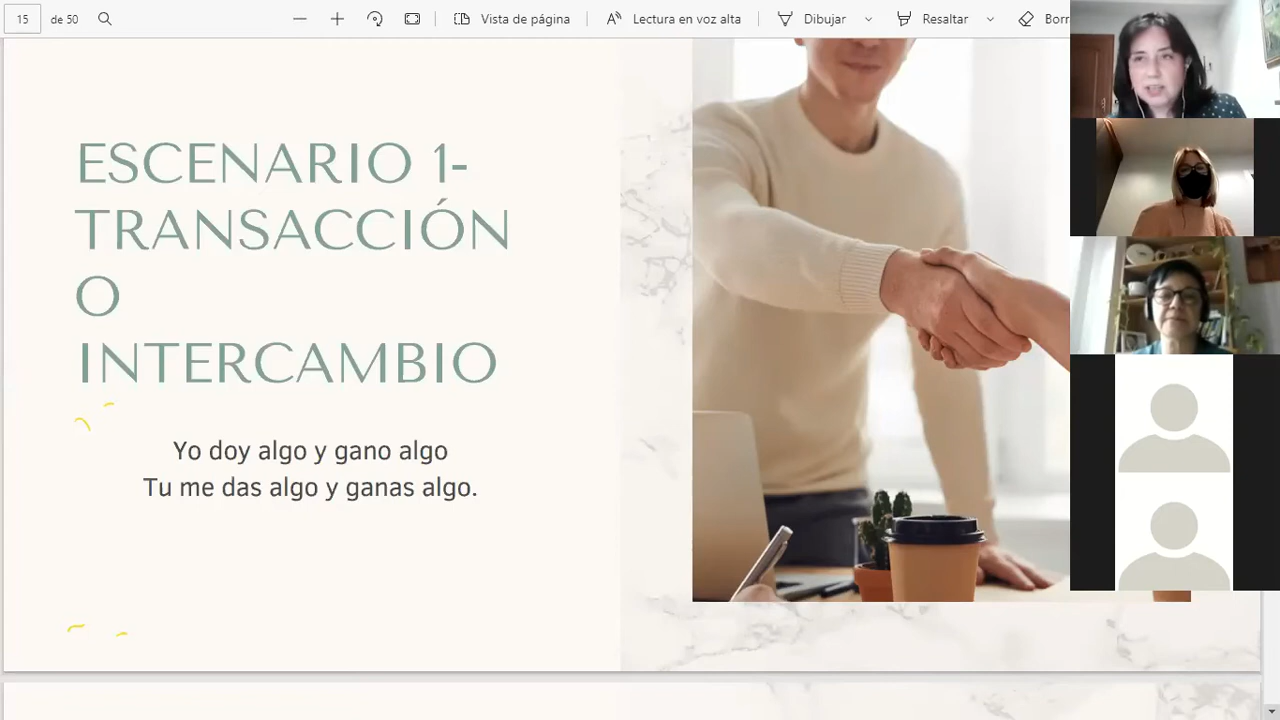 15 de 50 Vista de página Lectura en voz alta Dibujar Resaltar Borr
ESCENARIO 1-
TRANSACCIÓN
O
INTERCAMBIO
Yo doy algo y gano algo
Tu me das algo y ganas algo.